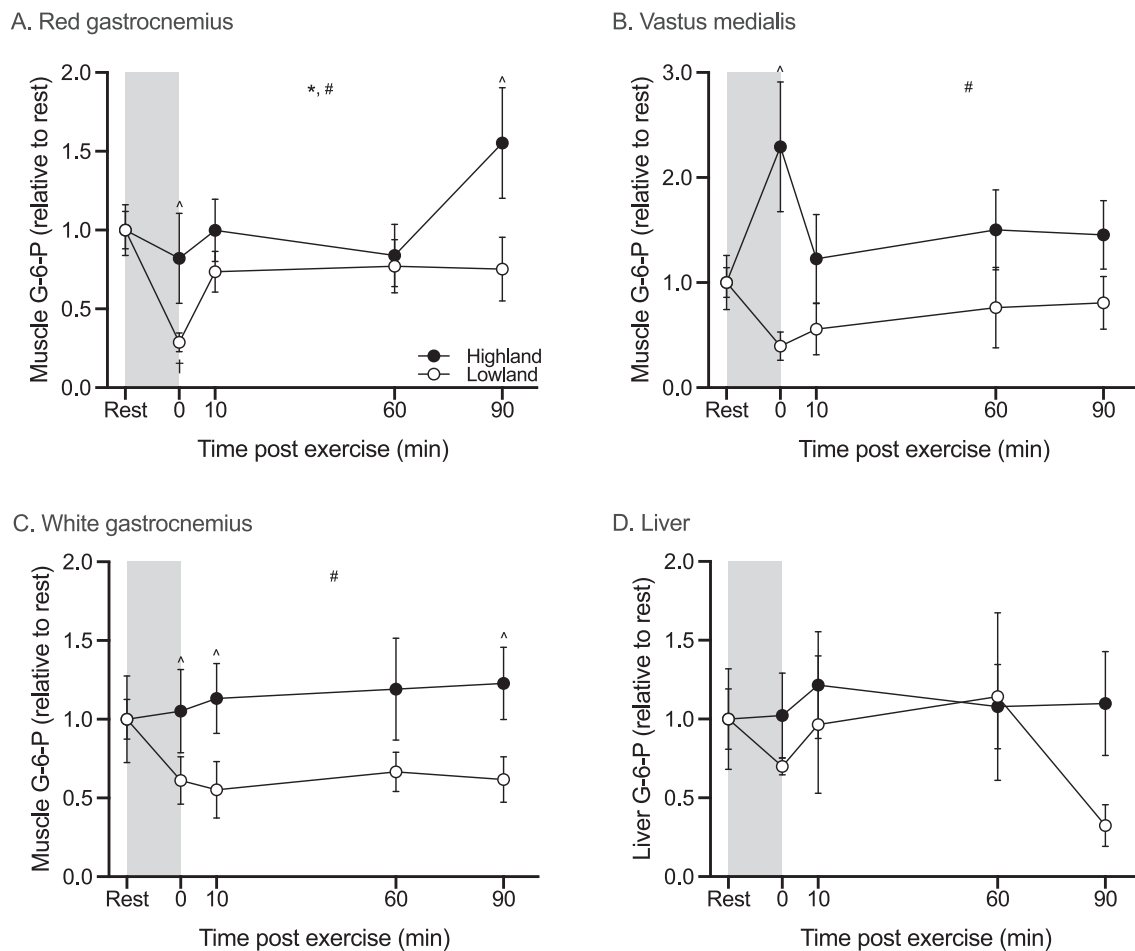 A. Red gastrocnemius
Muscle G-6-P (relative to rest)
2.0
1.5
1.0
0.5
0.0
*, #
^
^
†
Highland
Lowland
Rest 0 10 60 90
Time post exercise (min)
B. Vastus medialis
Muscle G-6-P (relative to rest)
3.0
2.0
1.0
0.0
^
#
Rest 0 10 60 90
Time post exercise (min)
C. White gastrocnemius
Muscle G-6-P (relative to rest)
2.0
1.5
1.0
0.5
0.0
#
^ ^ ^
Rest 0 10 60 90
Time post exercise (min)
D. Liver
Liver G-6-P (relative to rest)
2.0
1.5
1.0
0.5
0.0
Rest 0 10 60 90
Time post exercise (min)